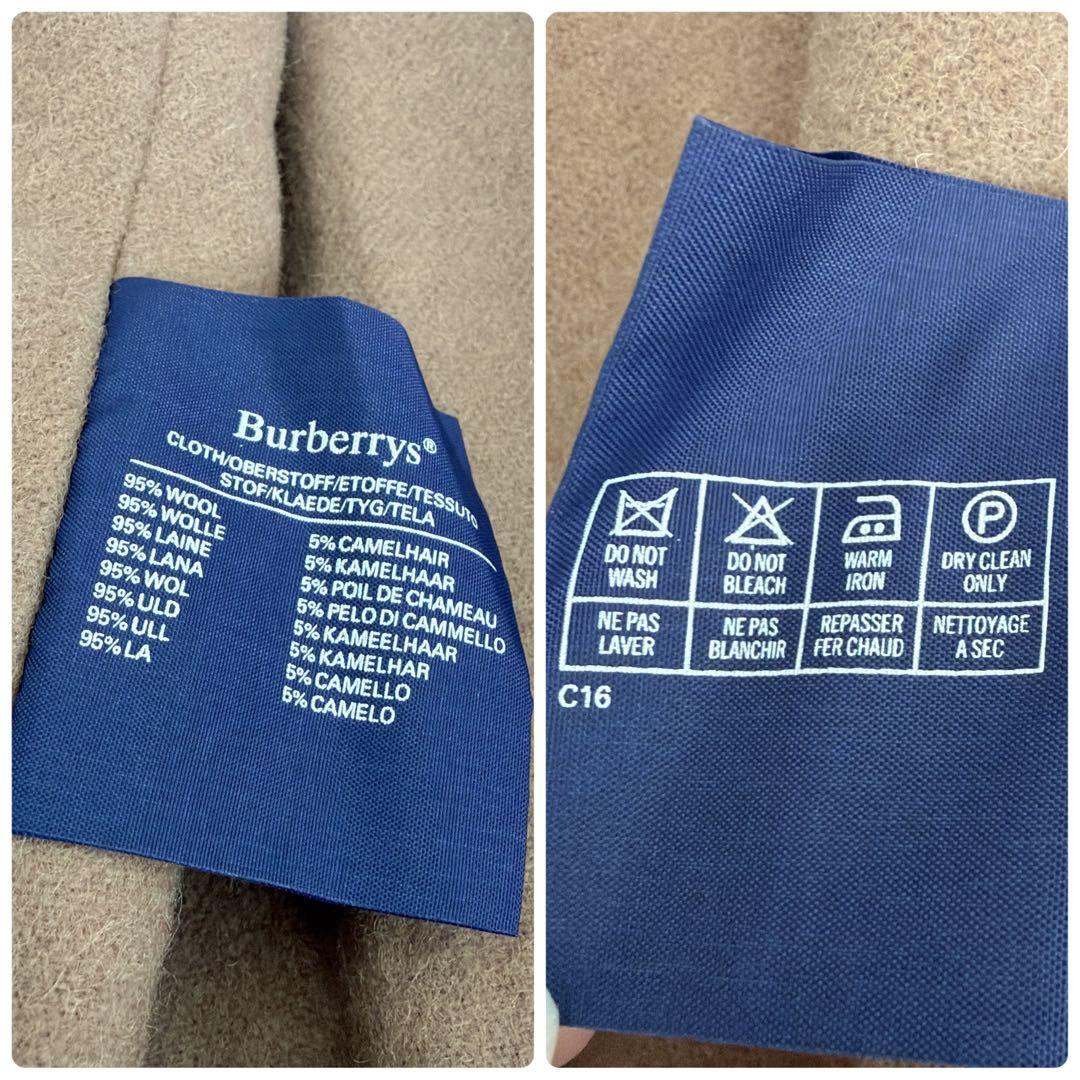 Burberrys®
CLOTH/OBERSTOFF/ETOFFE/TESSUTO
STOF/KLAEDE/TYG/TELA
95% WOOL 5% CAMELHAIR
95% WOLLE 5% KAMELHAAR
95% LAINE 5% POIL DE CHAMEAU
95% LANA 5% PELO DI CAMMELLO
95% WOL 5% KAMEELHAAR
95% ULD 5% KAMELHAR
95% ULL 5% CAMELLO
95% LA 5% CAMELO
P
DO NOT WASH
DO NOT BLEACH
WARM IRON
DRY CLEAN ONLY
NE PAS LAVER
NE PAS BLANCHIR
REPASSER FER CHAUD
NETTOYAGE A SEC
C16